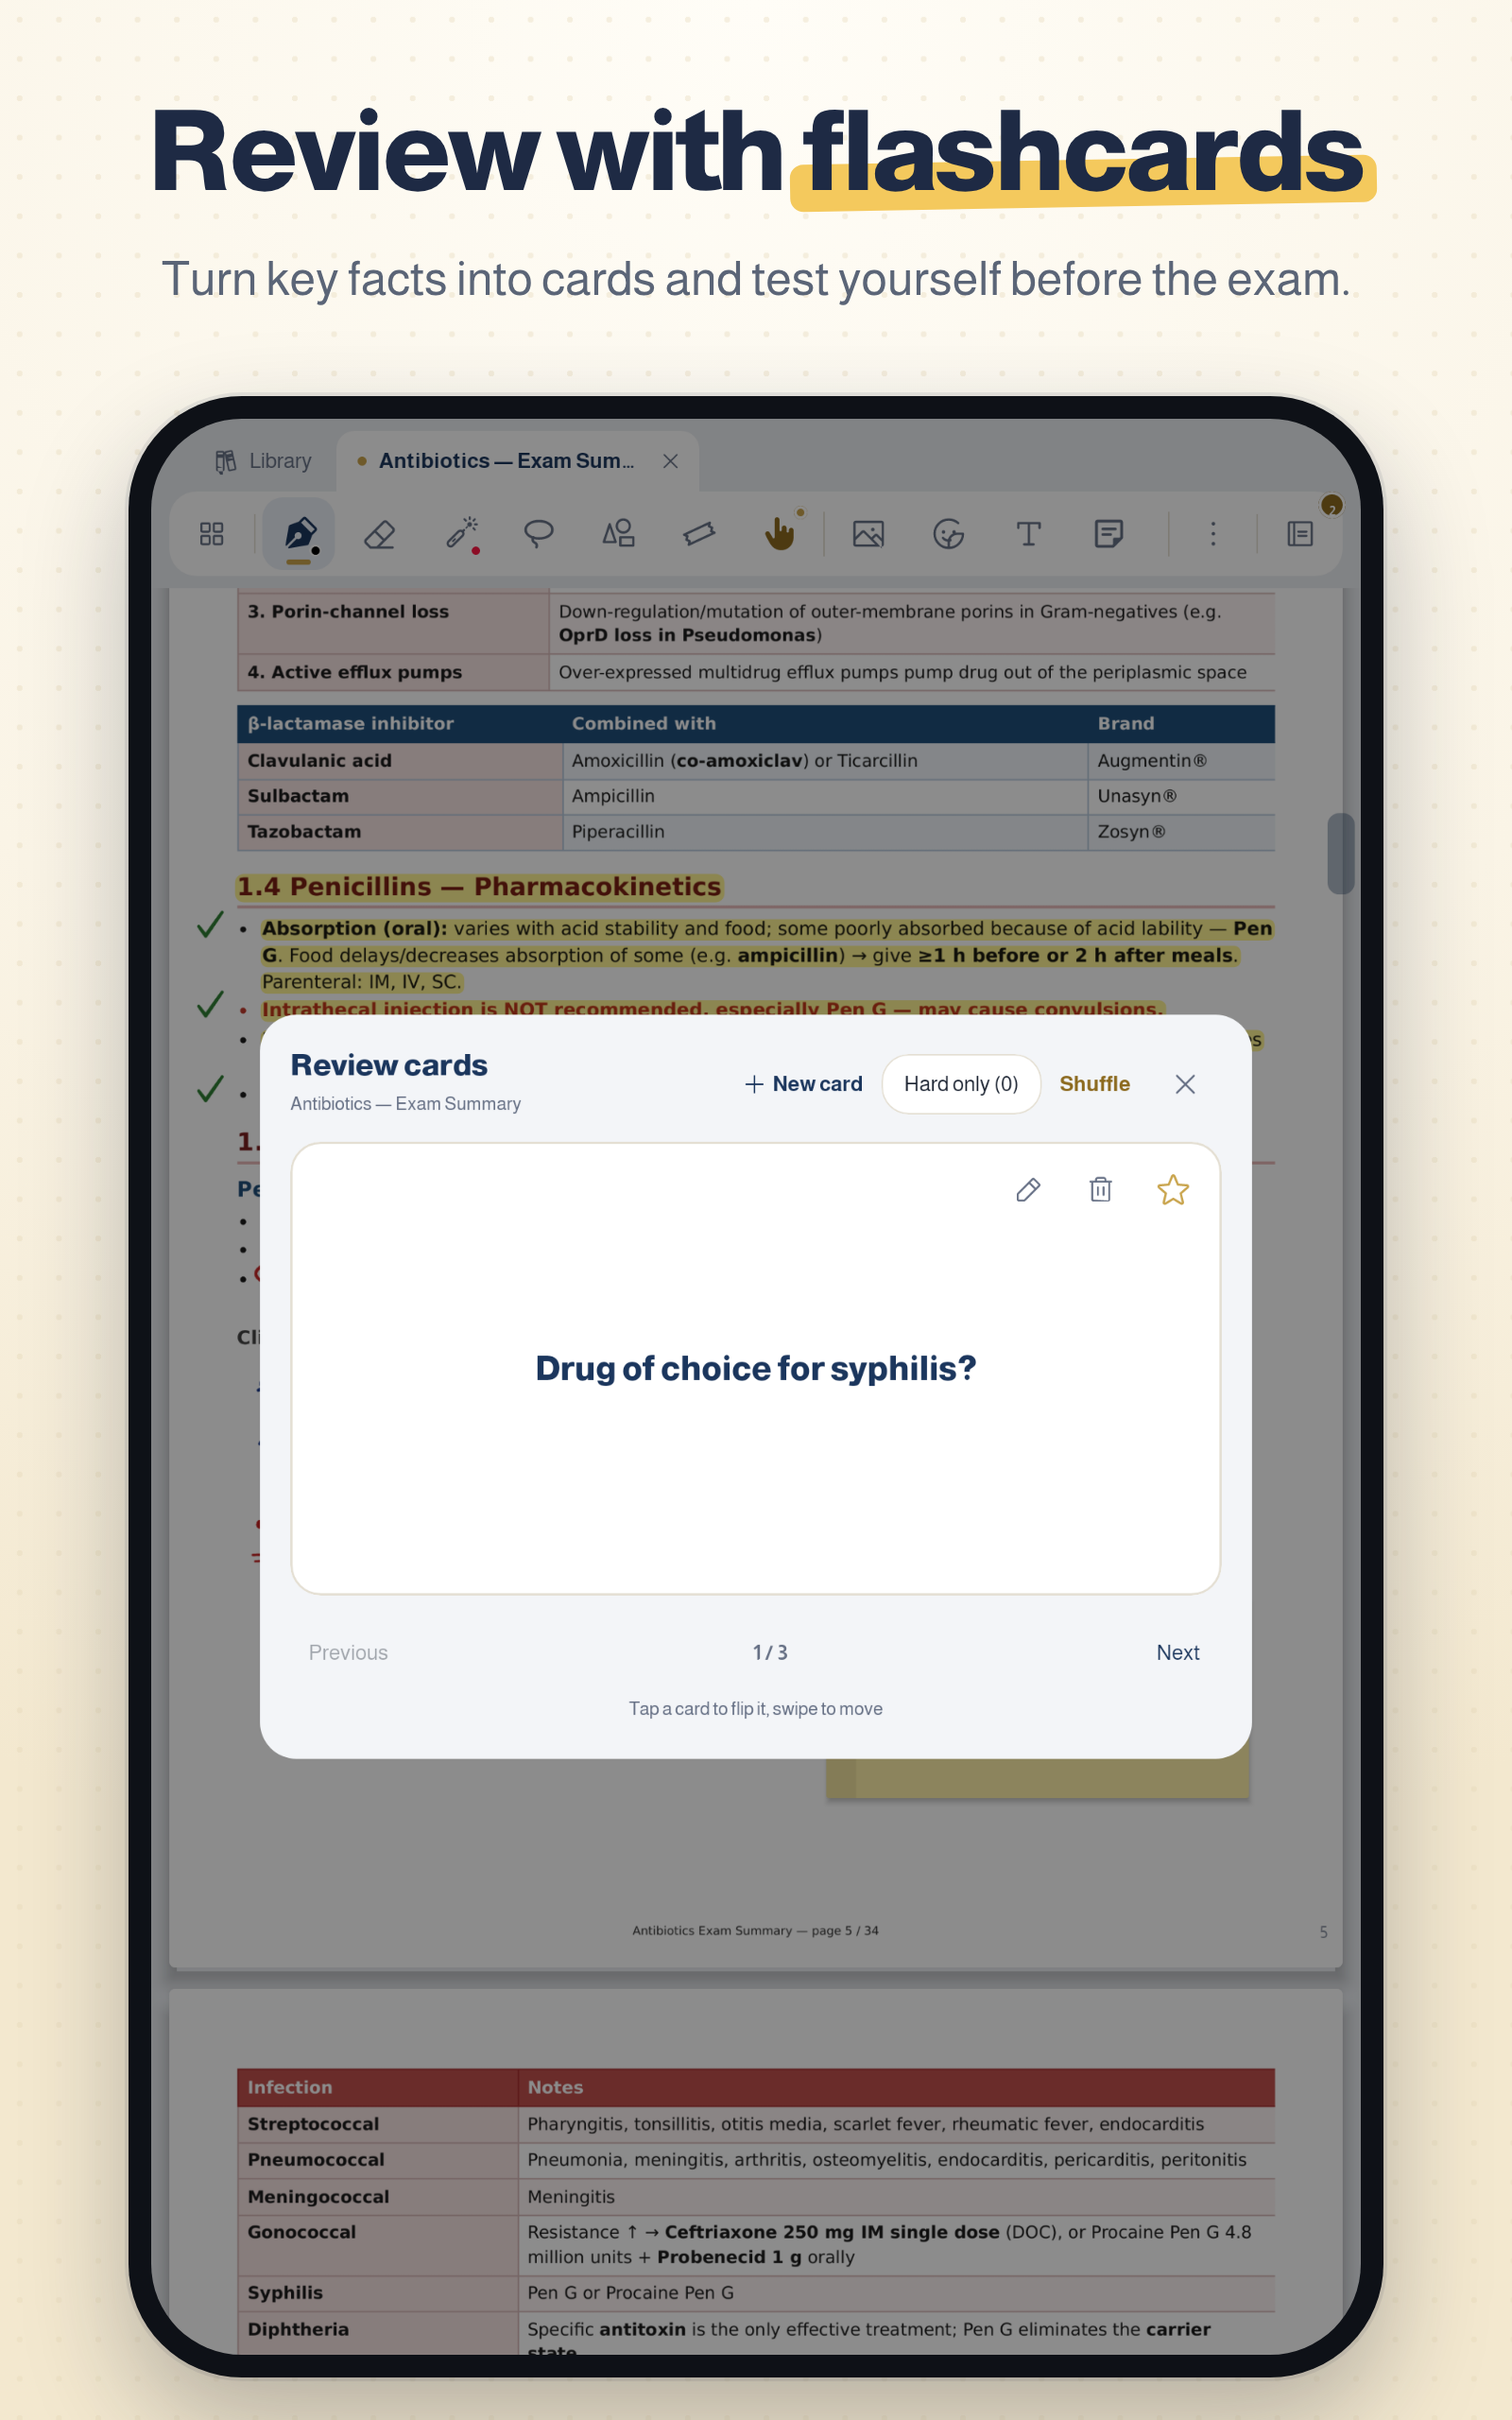 Review with flashcards
Turn key facts into cards and test yourself before the exam.
Library
Antibiotics — Exam Sum...
2
3. Porin-channel loss
Down-regulation/mutation of outer-membrane porins in Gram-negatives (e.g.
OprD loss in Pseudomonas)
4. Active efflux pumps
Over-expressed multidrug efflux pumps pump drug out of the periplasmic space
β-lactamase inhibitor Combined with Brand
Clavulanic acid Amoxicillin (co-amoxiclav) or Ticarcillin Augmentin®
Sulbactam Ampicillin Unasyn®
Tazobactam Piperacillin Zosyn®
1.4 Penicillins — Pharmacokinetics
• Absorption (oral): varies with acid stability and food; some poorly absorbed because of acid lability — Pen
G. Food delays/decreases absorption of some (e.g. ampicillin) → give ≥1 h before or 2 h after meals.
Parenteral: IM, IV, SC.
• Intrathecal injection is NOT recommended, especially Pen G — may cause convulsions.
Review cards
Antibiotics — Exam Summary
+ New card
Hard only (0)
Shuffle
Drug of choice for syphilis?
Previous
1 / 3
Next
Tap a card to flip it, swipe to move
Antibiotics Exam Summary — page 5 / 34
5
Infection Notes
Streptococcal Pharyngitis, tonsillitis, otitis media, scarlet fever, rheumatic fever, endocarditis
Pneumococcal Pneumonia, meningitis, arthritis, osteomyelitis, endocarditis, pericarditis, peritonitis
Meningococcal Meningitis
Gonococcal Resistance ↑ → Ceftriaxone 250 mg IM single dose (DOC), or Procaine Pen G 4.8
million units + Probenecid 1 g orally
Syphilis Pen G or Procaine Pen G
Diphtheria Specific antitoxin is the only effective treatment; Pen G eliminates the carrier
state